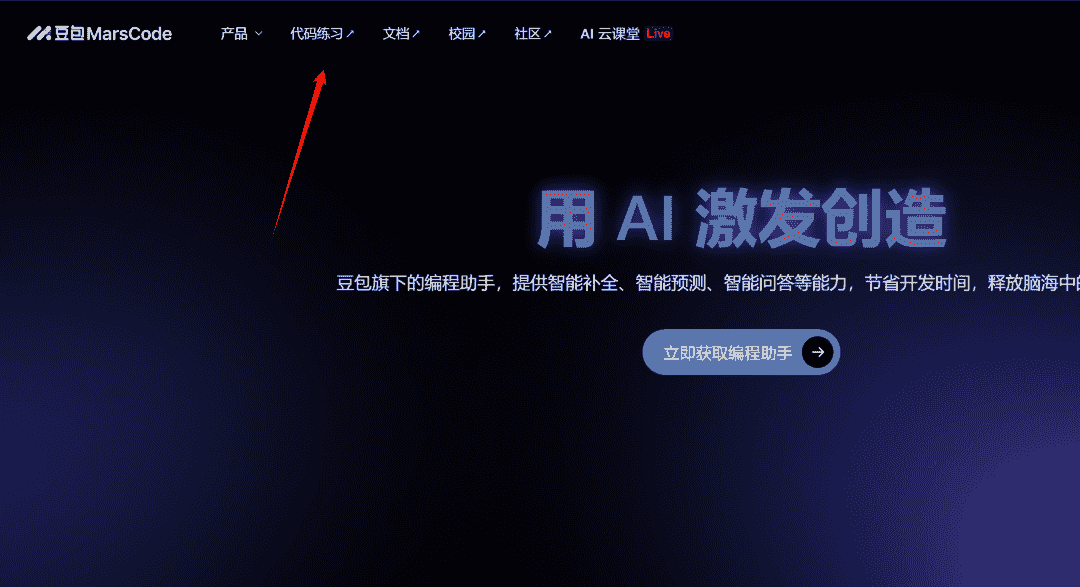 豆包MarsCode 产品 代码练习↗ 文档↗ 校园↗ 社区↗ AI 云课堂 Live
用 AI 激发创造
豆包旗下的编程助手，提供智能补全、智能预测、智能问答等能力，节省开发时间，释放脑海中的
立即获取编程助手